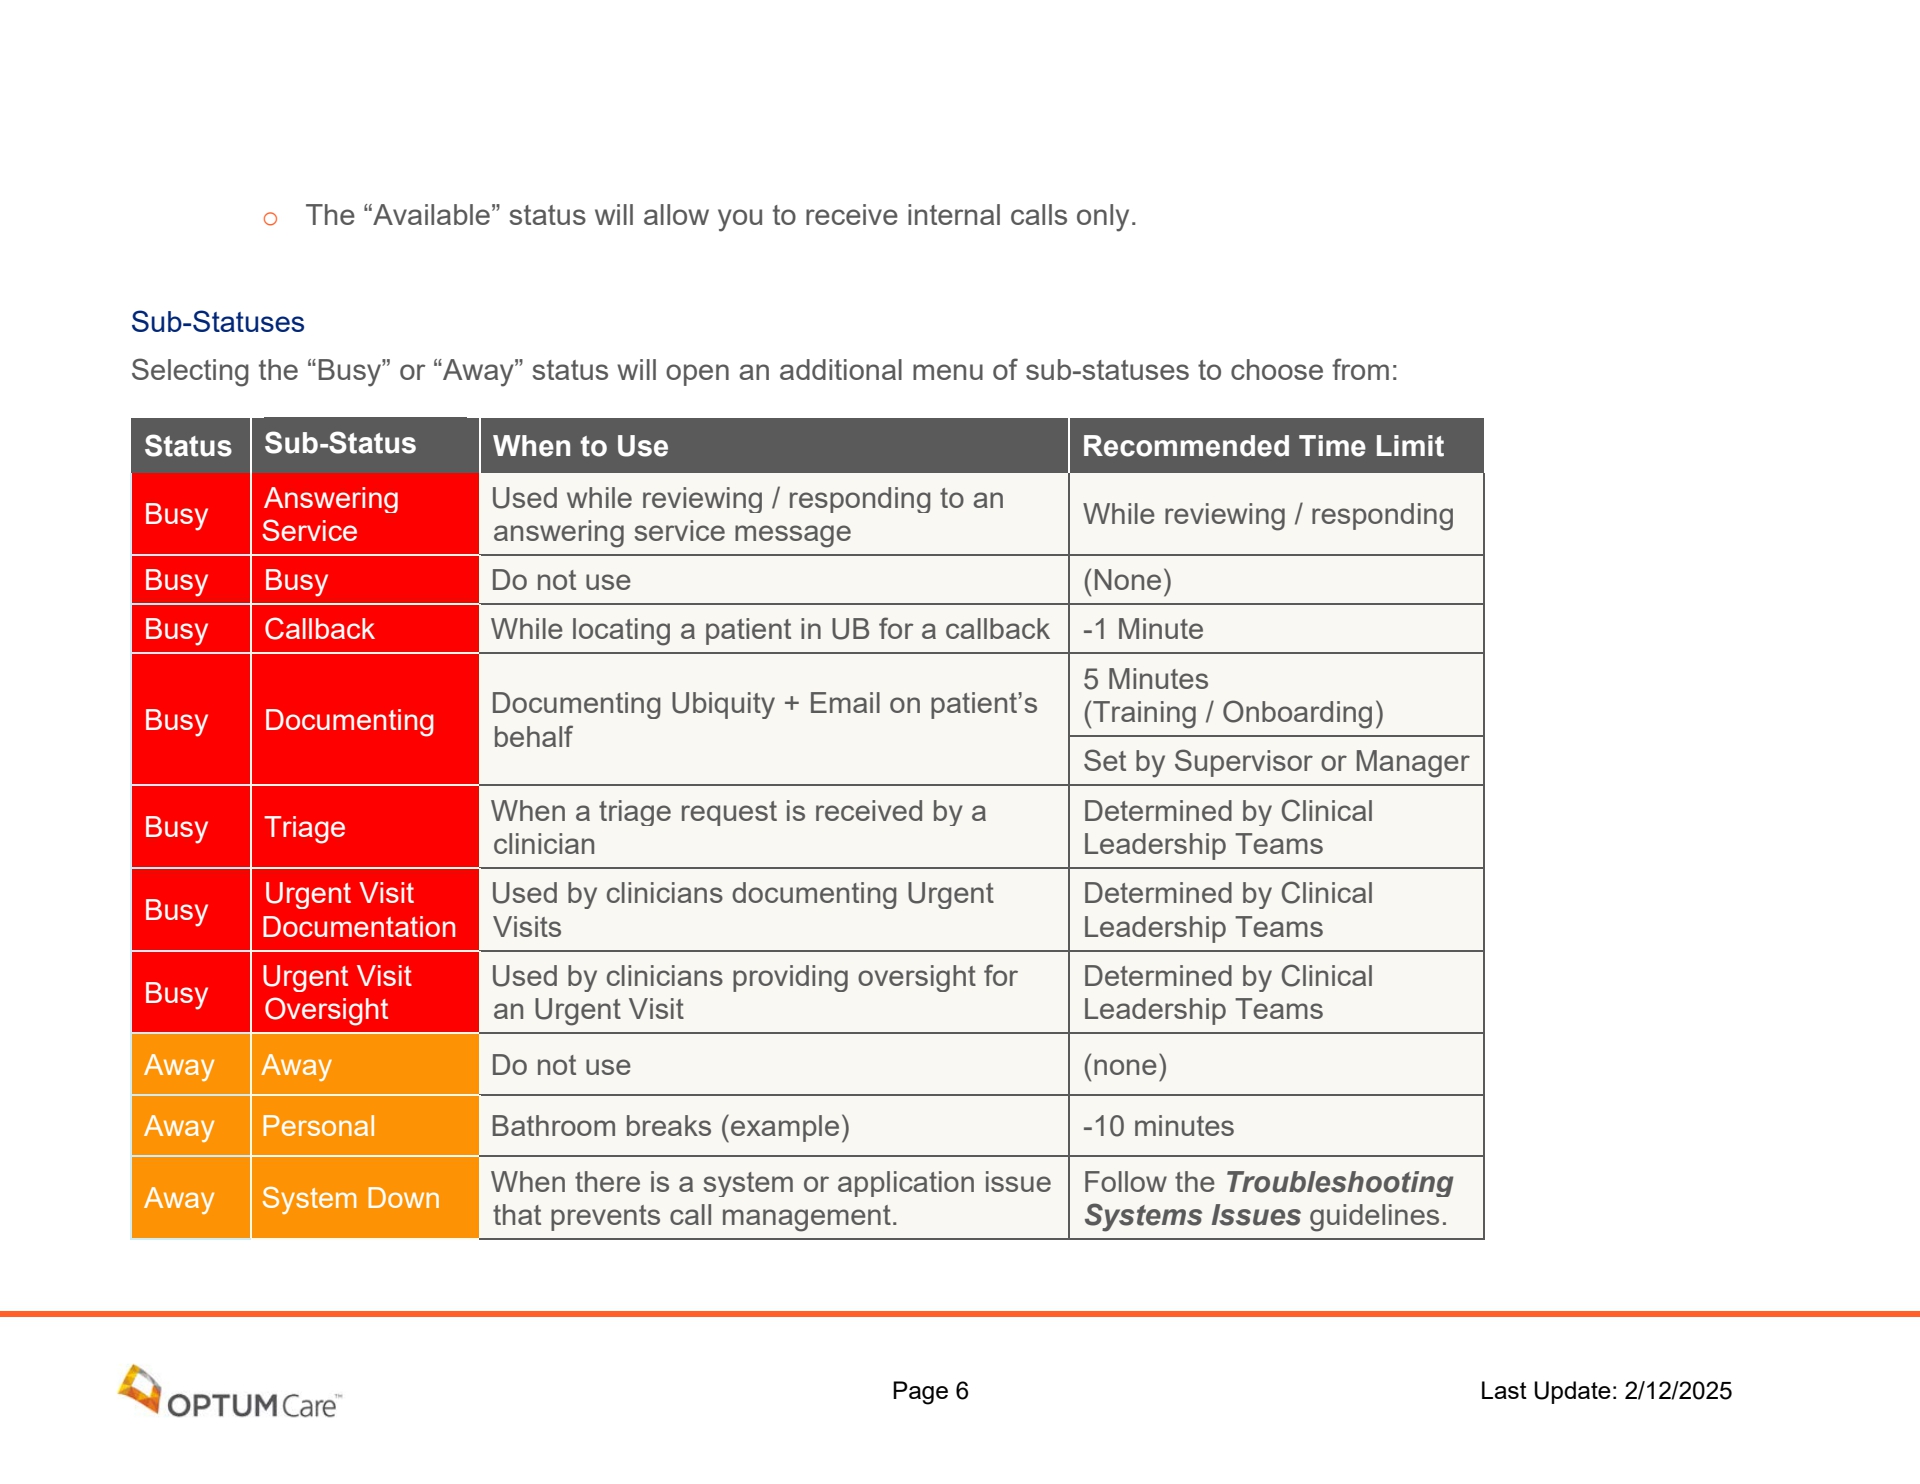 o The “Available” status will allow you to receive internal calls only.
Sub-Statuses
Selecting the “Busy” or “Away” status will open an additional menu of sub-statuses to choose from:
Status Sub-Status When to Use Recommended Time Limit
Busy
Answering
Service
Used while reviewing / responding to an
answering service message
While reviewing / responding
Busy Busy Do not use (None)
Busy Callback While locating a patient in UB for a callback -1 Minute
Busy Documenting
Documenting Ubiquity + Email on patient’s
behalf
5 Minutes
(Training / Onboarding)
Set by Supervisor or Manager
Busy Triage
When a triage request is received by a
clinician
Determined by Clinical
Leadership Teams
Busy
Urgent Visit
Documentation
Used by clinicians documenting Urgent
Visits
Determined by Clinical
Leadership Teams
Busy
Urgent Visit
Oversight
Used by clinicians providing oversight for
an Urgent Visit
Determined by Clinical
Leadership Teams
Away Away Do not use (none)
Away Personal Bathroom breaks (example) -10 minutes
Away System Down
When there is a system or application issue
that prevents call management.
Follow the Troubleshooting
Systems Issues guidelines.
OPTUM Care™
Page 6
Last Update: 2/12/2025